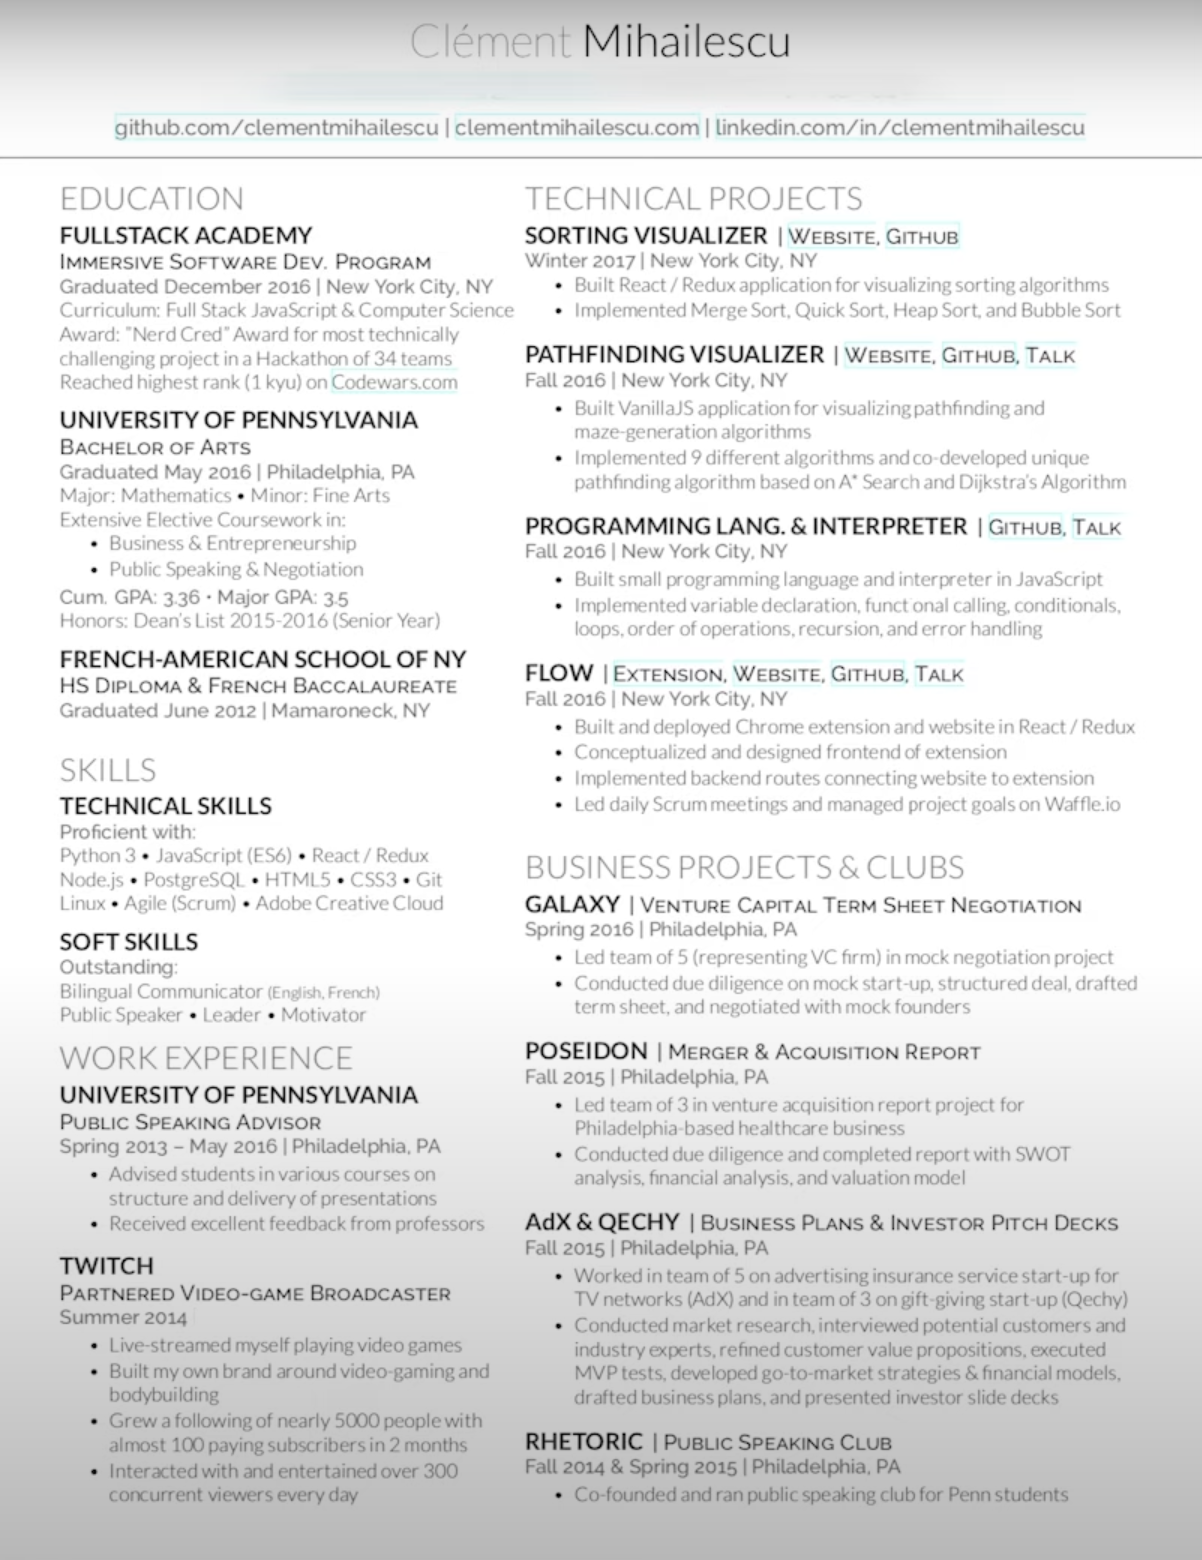 Clément Mihailescu
github.com/clementmihailescu | clementmihailescu.com | linkedin.com/in/clementmihailescu
EDUCATION
FULLSTACK ACADEMY
IMMERSIVE SOFTWARE DEV. PROGRAM
Graduated December 2016 | New York City, NY
Curriculum: Full Stack JavaScript & Computer Science
Award: "Nerd Cred" Award for most technically
challenging project in a Hackathon of 34 teams
Reached highest rank (1 kyu) on Codewars.com
UNIVERSITY OF PENNSYLVANIA
BACHELOR OF ARTS
Graduated May 2016 | Philadelphia, PA
Major: Mathematics • Minor: Fine Arts
Extensive Elective Coursework in:
• Business & Entrepreneurship
• Public Speaking & Negotiation
Cum. GPA: 3.36 · Major GPA: 3.5
Honors: Dean's List 2015-2016 (Senior Year)
FRENCH-AMERICAN SCHOOL OF NY
HS DIPLOMA & FRENCH BACCALAUREATE
Graduated June 2012 | Mamaroneck, NY
SKILLS
TECHNICAL SKILLS
Proficient with:
Python 3 • JavaScript (ES6) • React / Redux
Node.js • PostgreSQL • HTML5 • CSS3 • Git
Linux • Agile (Scrum) • Adobe Creative Cloud
SOFT SKILLS
Outstanding:
Bilingual Communicator (English, French)
Public Speaker • Leader • Motivator
WORK EXPERIENCE
UNIVERSITY OF PENNSYLVANIA
PUBLIC SPEAKING ADVISOR
Spring 2013 – May 2016 | Philadelphia, PA
• Advised students in various courses on
structure and delivery of presentations
• Received excellent feedback from professors
TWITCH
PARTNERED VIDEO-GAME BROADCASTER
Summer 2014
• Live-streamed myself playing video games
• Built my own brand around video-gaming and
bodybuilding
• Grew a following of nearly 5000 people with
almost 100 paying subscribers in 2 months
• Interacted with and entertained over 300
concurrent viewers every day
TECHNICAL PROJECTS
SORTING VISUALIZER | WEBSITE, GITHUB
Winter 2017 | New York City, NY
• Built React / Redux application for visualizing sorting algorithms
• Implemented Merge Sort, Quick Sort, Heap Sort, and Bubble Sort
PATHFINDING VISUALIZER | WEBSITE, GITHUB, TALK
Fall 2016 | New York City, NY
• Built VanillaJS application for visualizing pathfinding and
maze-generation algorithms
• Implemented 9 different algorithms and co-developed unique
pathfinding algorithm based on A* Search and Dijkstra's Algorithm
PROGRAMMING LANG. & INTERPRETER | GITHUB, TALK
Fall 2016 | New York City, NY
• Built small programming language and interpreter in JavaScript
• Implemented variable declaration, funct onal calling, conditionals,
loops, order of operations, recursion, and error handling
FLOW | EXTENSION, WEBSITE, GITHUB, TALK
Fall 2016 | New York City, NY
• Built and deployed Chrome extension and website in React / Redux
• Conceptualized and designed frontend of extension
• Implemented backend routes connecting website to extension
• Led daily Scrum meetings and managed project goals on Waffle.io
BUSINESS PROJECTS & CLUBS
GALAXY | VENTURE CAPITAL TERM SHEET NEGOTIATION
Spring 2016 | Philadelphia, PA
• Led team of 5 (representing VC firm) in mock negotiation project
• Conducted due diligence on mock start-up, structured deal, drafted
term sheet, and negotiated with mock founders
POSEIDON | MERGER & ACQUISITION REPORT
Fall 2015 | Philadelphia, PA
• Led team of 3 in venture acquisition report project for
Philadelphia-based healthcare business
• Conducted due diligence and completed report with SWOT
analysis, financial analysis, and valuation model
AdX & QECHY | BUSINESS PLANS & INVESTOR PITCH DECKS
Fall 2015 | Philadelphia, PA
• Worked in team of 5 on advertising insurance service start-up for
TV networks (AdX) and in team of 3 on gift-giving start-up (Qechy)
• Conducted market research, interviewed potential customers and
industry experts, refined customer value propositions, executed
MVP tests, developed go-to-market strategies & financial models,
drafted business plans, and presented investor slide decks
RHETORIC | PUBLIC SPEAKING CLUB
Fall 2014 & Spring 2015 | Philadelphia, PA
• Co-founded and ran public speaking club for Penn students